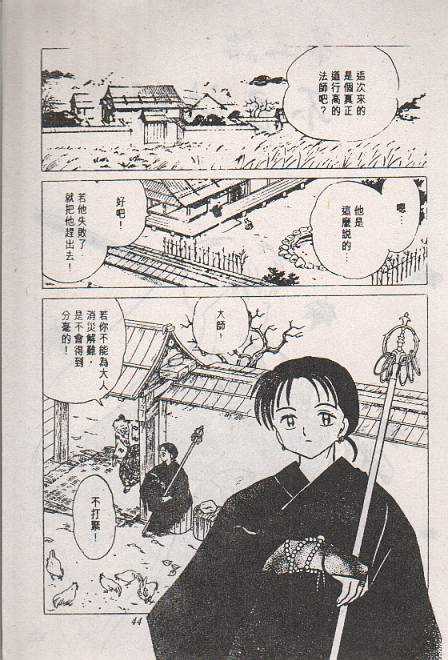 這次來的
是個真正
道行高的
法師吧？
嗯…
他是
這麼說的…
好吧！
若他失敗了
就把他趕出去！
大師，
若你不能為大人
消災解難，
是不會得到
分毫的！
不打緊！
44